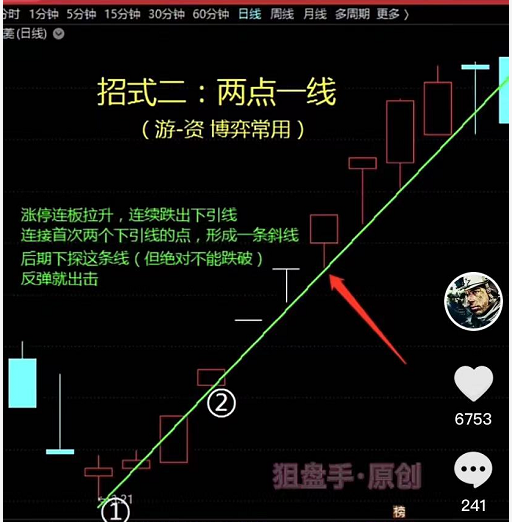 分时 1分钟 5分钟 15分钟 30分钟 60分钟 日线 周线 月线 多周期 更多 〉
菱(日线)
招式二：两点一线
（游-资 博弈常用）
涨停连板拉升，连续跌出下引线
连接首次两个下引线的点，形成一条斜线
后期下探这条线（但绝对不能跌破）
反弹就出击
②
6753
狙盘手·原创
3.21
①
241
榜